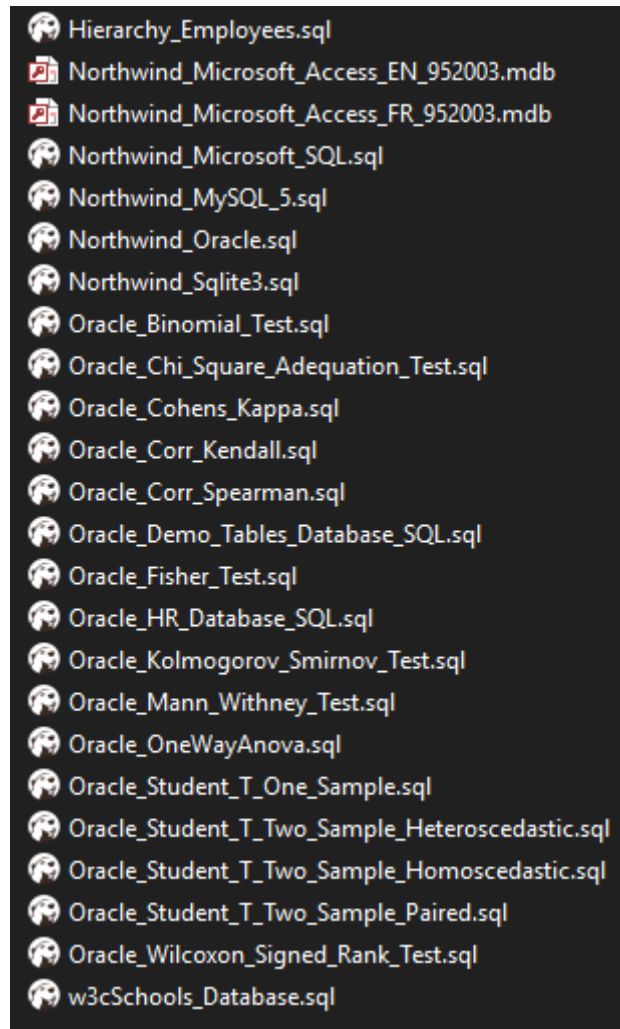 Hierarchy_Employees.sql
Northwind_Microsoft_Access_EN_952003.mdb
Northwind_Microsoft_Access_FR_952003.mdb
Northwind_Microsoft_SQL.sql
Northwind_MySQL_5.sql
Northwind_Oracle.sql
Northwind_Sqlite3.sql
Oracle_Binomial_Test.sql
Oracle_Chi_Square_Adequation_Test.sql
Oracle_Cohens_Kappa.sql
Oracle_Corr_Kendall.sql
Oracle_Corr_Spearman.sql
Oracle_Demo_Tables_Database_SQL.sql
Oracle_Fisher_Test.sql
Oracle_HR_Database_SQL.sql
Oracle_Kolmogorov_Smirnov_Test.sql
Oracle_Mann_Withney_Test.sql
Oracle_OneWayAnova.sql
Oracle_Student_T_One_Sample.sql
Oracle_Student_T_Two_Sample_Heteroscedastic.sql
Oracle_Student_T_Two_Sample_Homoscedastic.sql
Oracle_Student_T_Two_Sample_Paired.sql
Oracle_Wilcoxon_Signed_Rank_Test.sql
w3cSchools_Database.sql